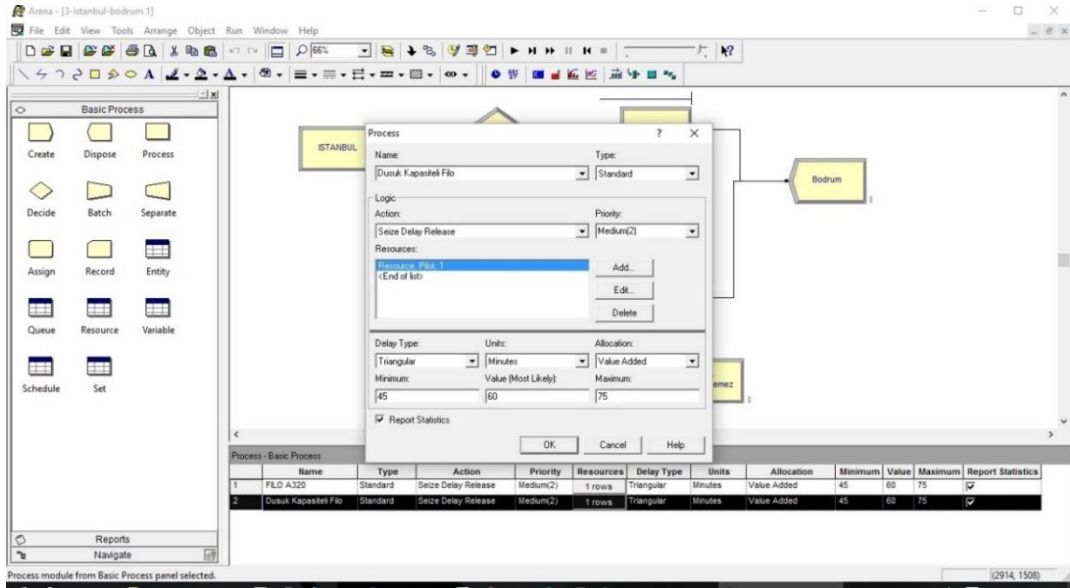 Arena - [3-istanbul-bodrum 1]
File Edit View Tools Arrange Object Run Window Help
66%
Basic Process
Create Dispose Process
Decide Batch Separate
Assign Record Entity
Queue Resource Variable
Schedule Set
Reports
Navigate
ISTANBUL
Bodrum
emez
Process ? X
Name: Type:
Dusuk Kapasiteli Filo Standard
Logic
Action: Priority:
Seize Delay Release Medium(2)
Resources:
Resource, Pilot, 1
<End of list>
Add...
Edit...
Delete
Delay Type: Units: Allocation:
Triangular Minutes Value Added
Minimum: Value (Most Likely): Maximum:
45 60 75
Report Statistics
OK Cancel Help
Process - Basic Process
Name Type Action Priority Resources Delay Type Units Allocation Minimum Value Maximum Report Statistics
1 FILO A320 Standard Seize Delay Release Medium(2) 1 rows Triangular Minutes Value Added 45 60 75
2 Dusuk Kapasiteli Filo Standard Seize Delay Release Medium(2) 1 rows Triangular Minutes Value Added 45 60 75
Process module from Basic Process panel selected. (2914, 1508)